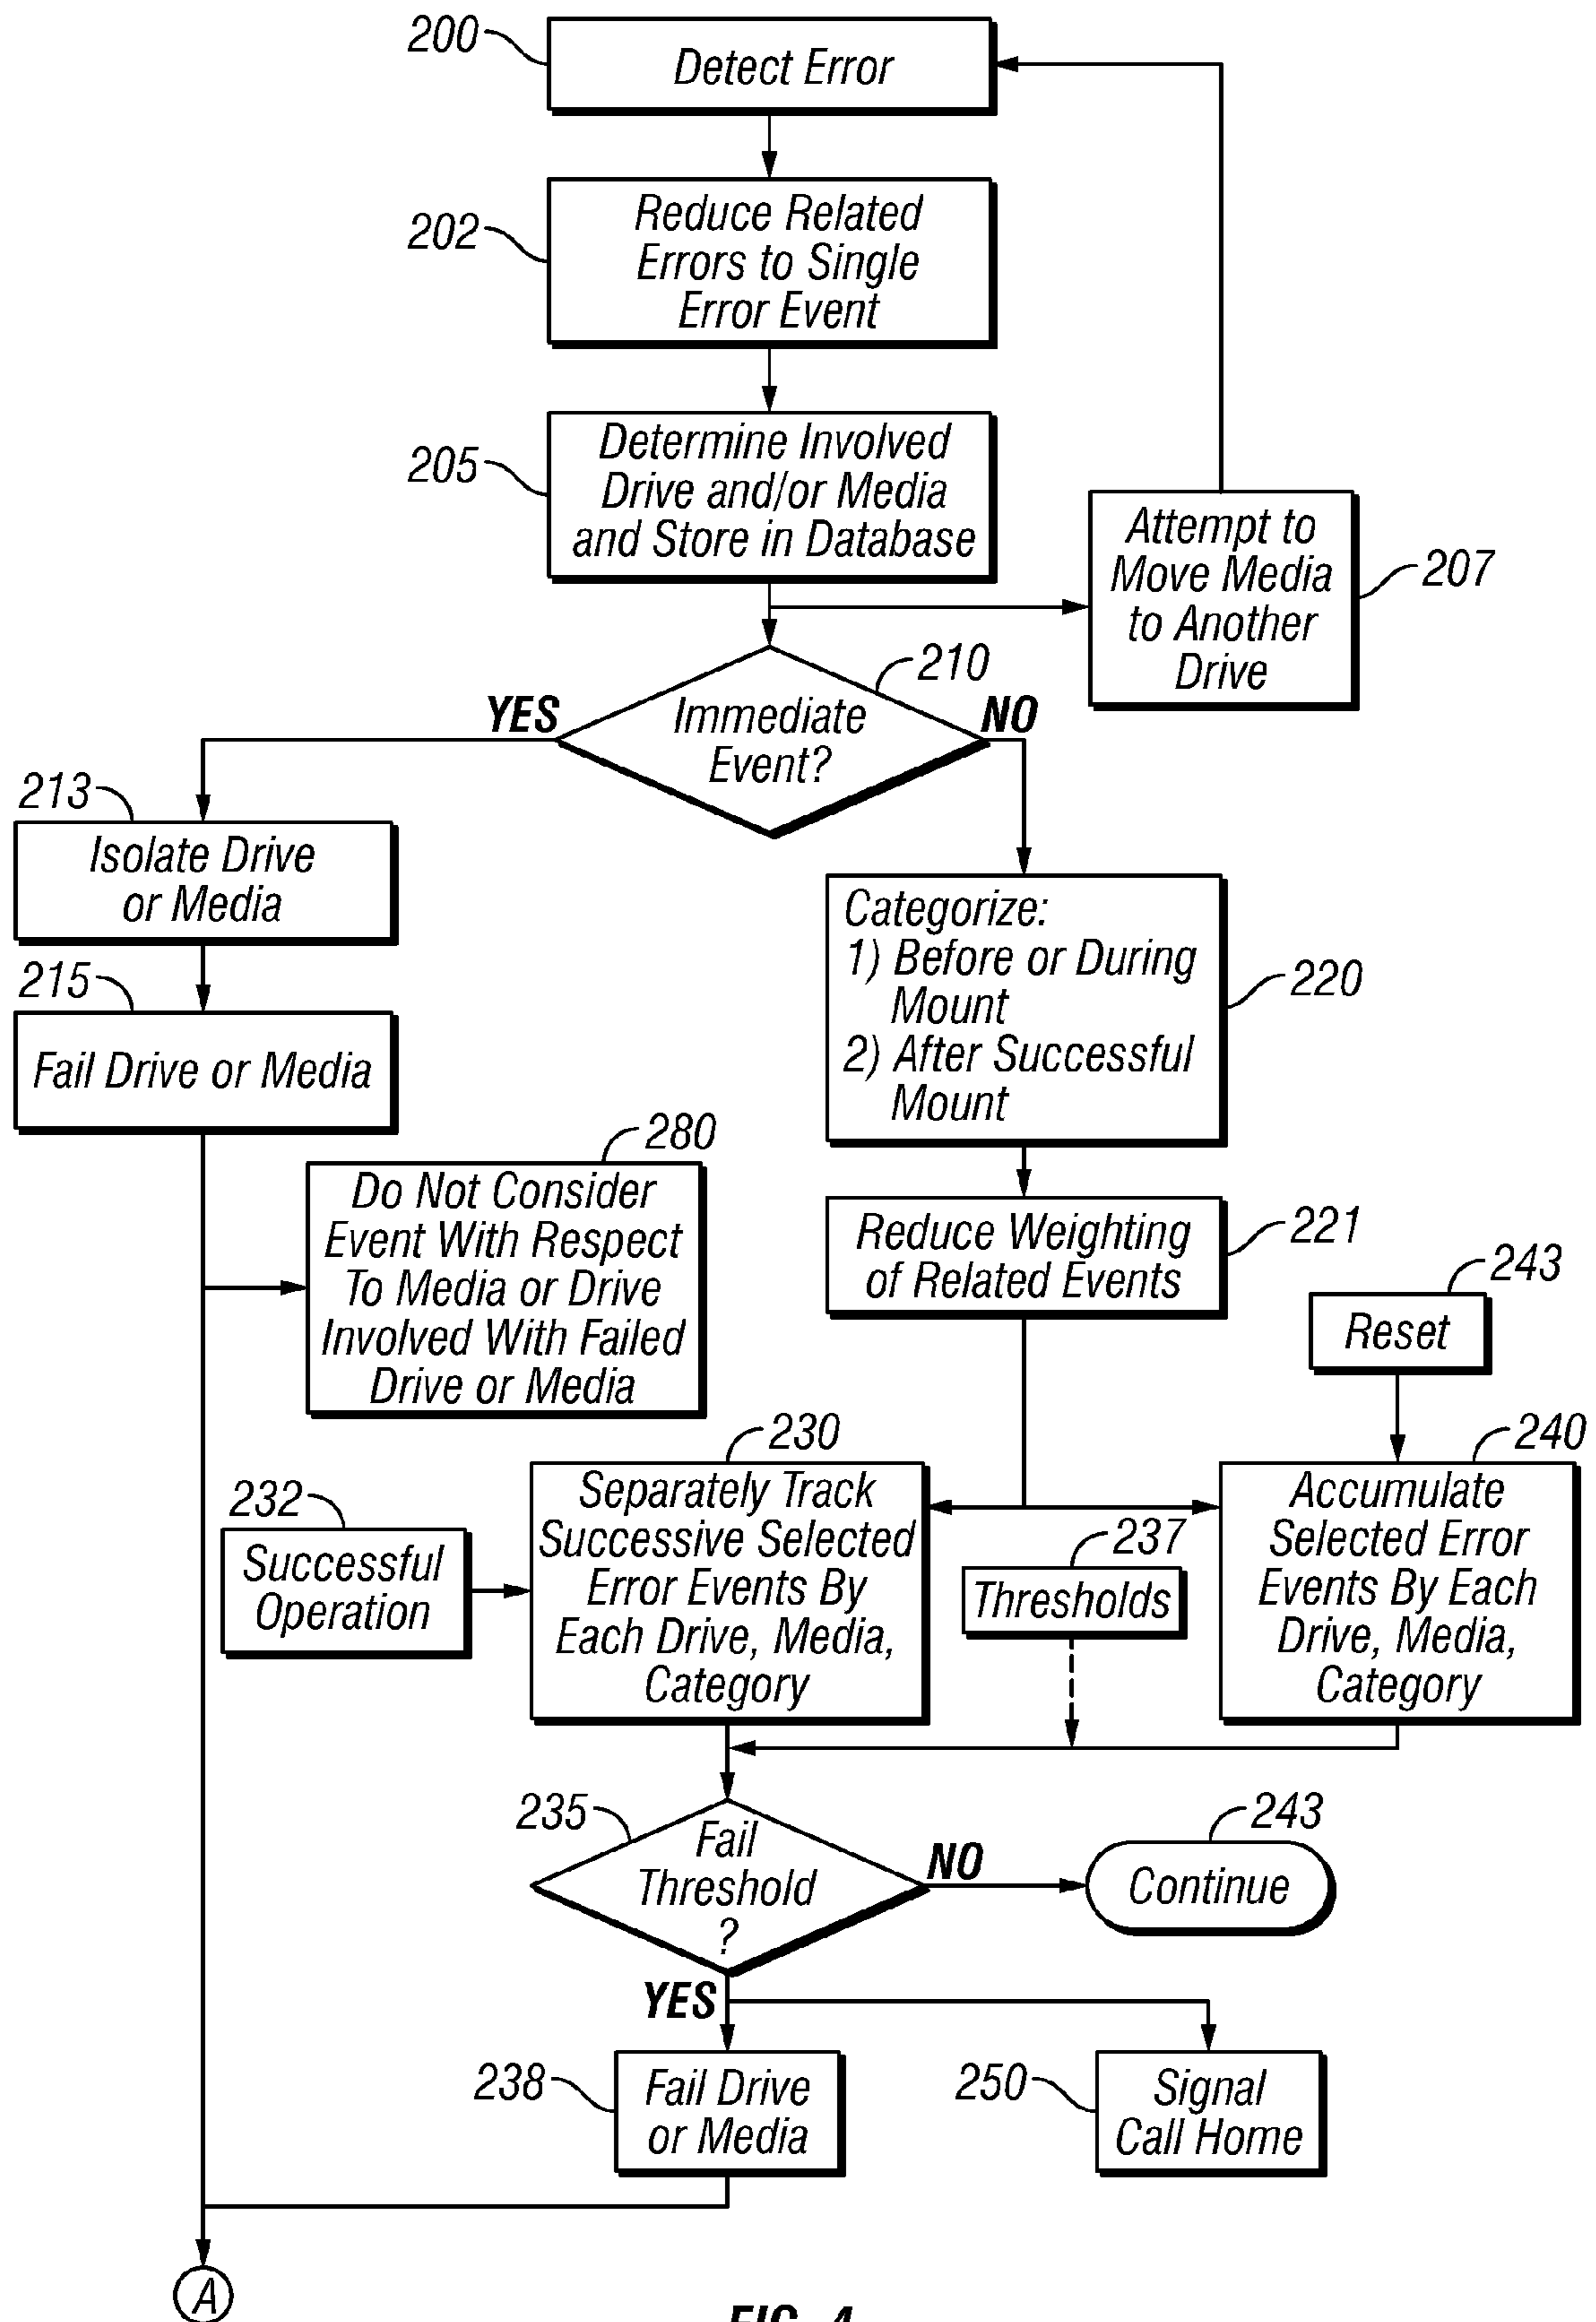 200
Detect Error
202
Reduce Related
Errors to Single
Error Event
205
Determine Involved
Drive and/or Media
and Store in Database
Attempt to
Move Media
to Another
Drive
207
210
YES
Immediate
Event?
NO
213
Isolate Drive
or Media
215
Fail Drive or Media
Categorize:
1) Before or During
Mount
2) After Successful
Mount
220
280
Do Not Consider
Event With Respect
To Media or Drive
Involved With Failed
Drive or Media
Reduce Weighting
of Related Events
221
243
Reset
230
Separately Track
Successive Selected
Error Events By
Each Drive, Media,
Category
232
Successful
Operation
237
Thresholds
240
Accumulate
Selected Error
Events By Each
Drive, Media,
Category
235
Fail
Threshold
?
NO
243
Continue
YES
238
Fail Drive
or Media
250
Signal
Call Home
A
FIG. 4